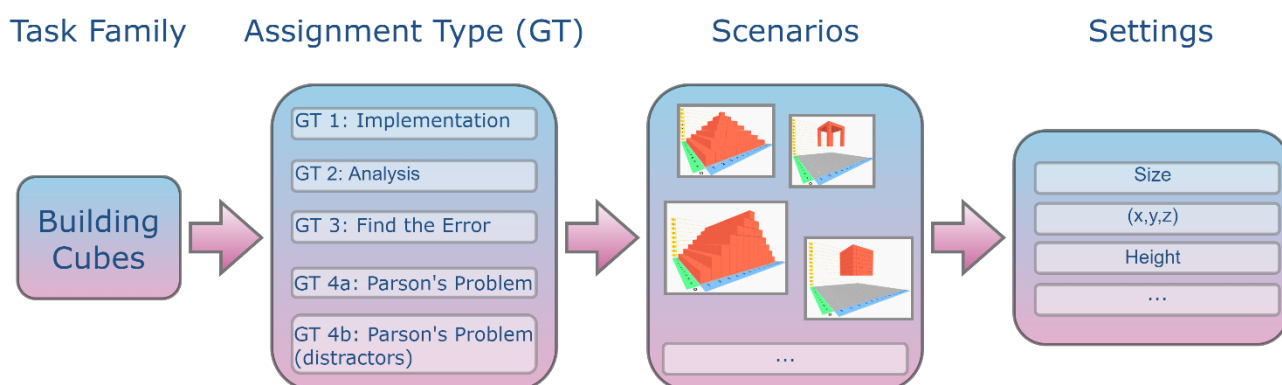 Task Family
Assignment Type (GT)
Scenarios
Settings
Building
Cubes
GT 1: Implementation
GT 2: Analysis
GT 3: Find the Error
GT 4a: Parson's Problem
GT 4b: Parson's Problem
(distractors)
...
Size
(x,y,z)
Height
...